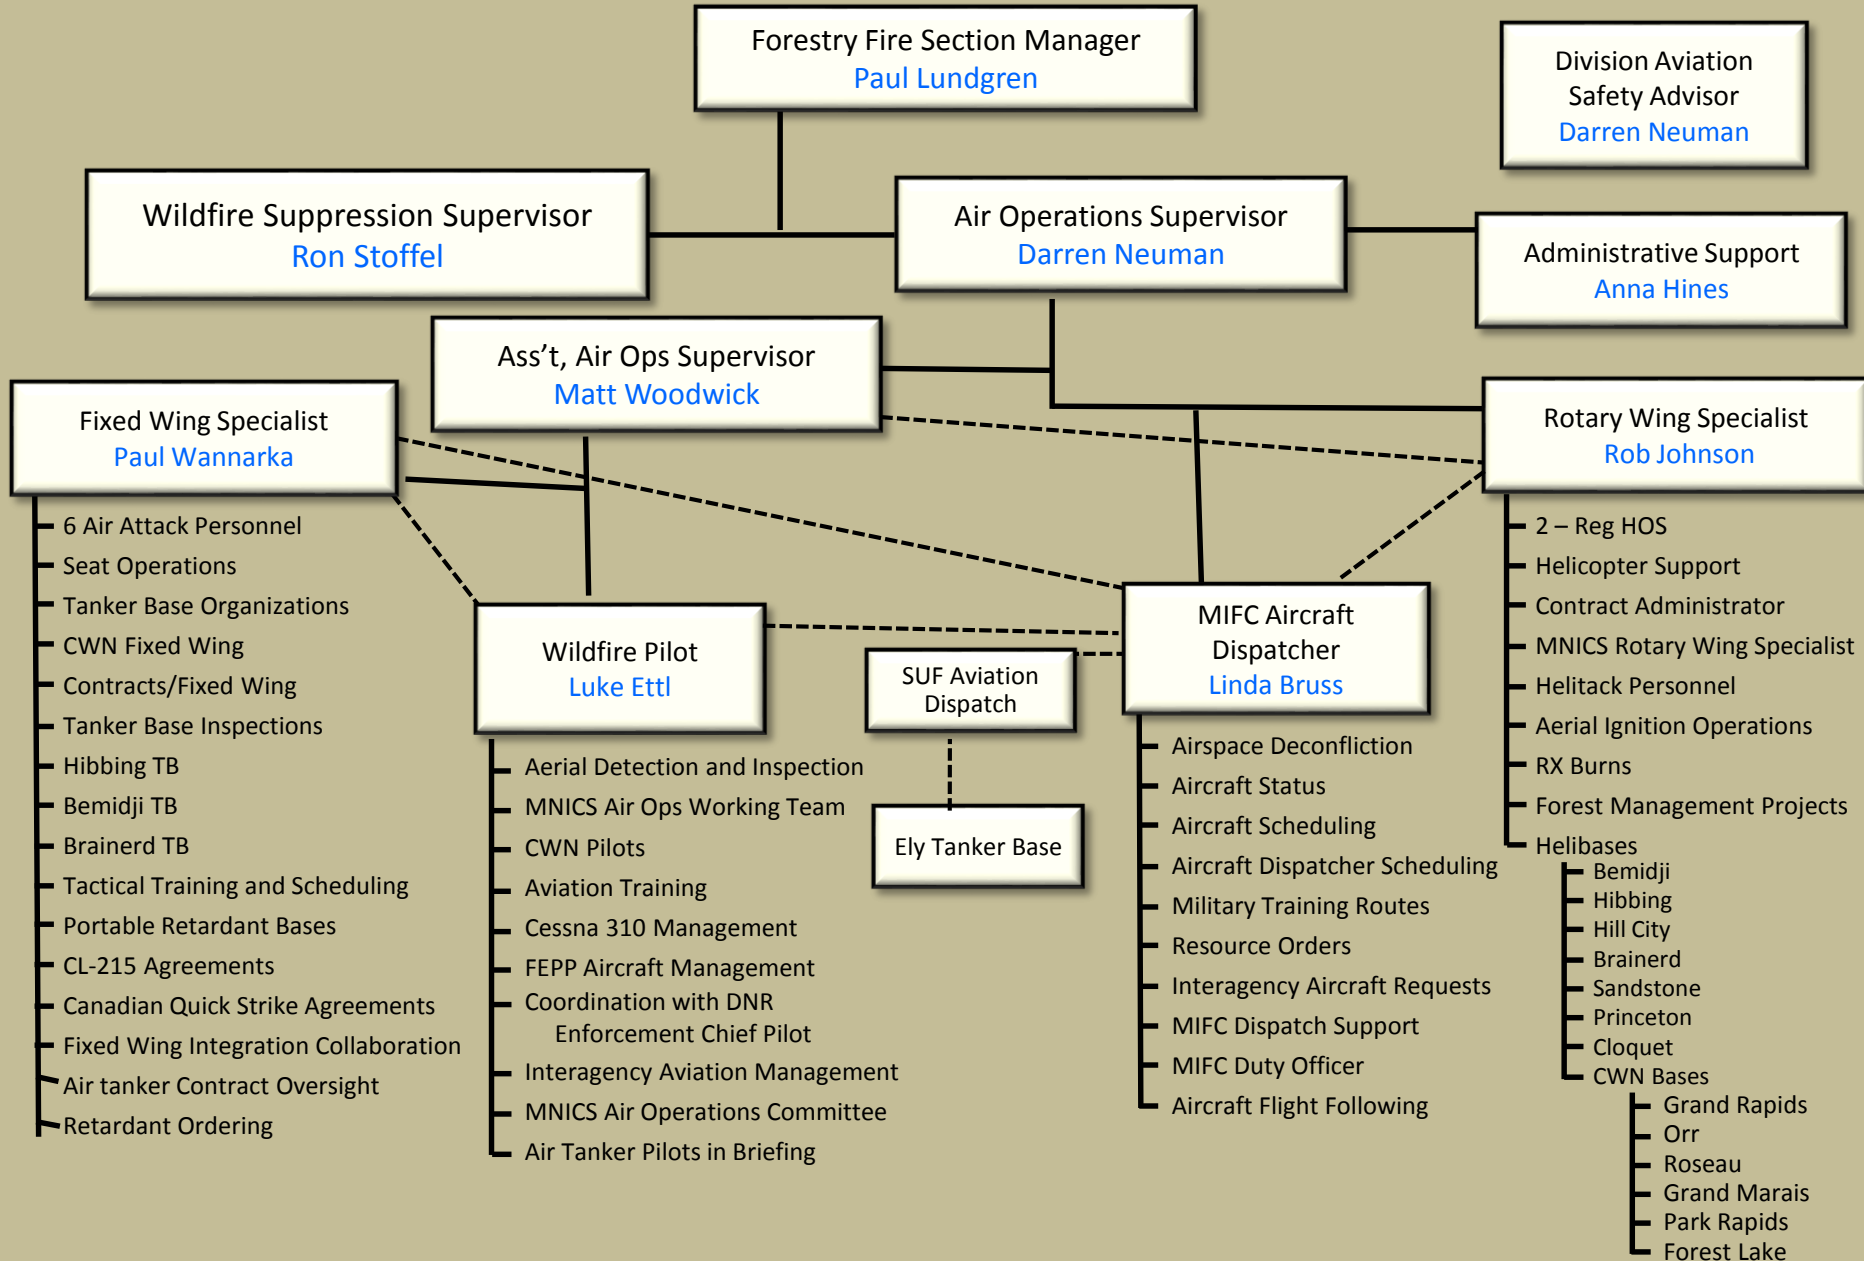 Forestry Fire Section Manager
Paul Lundgren
Division Aviation
Safety Advisor
Darren Neuman
Wildfire Suppression Supervisor
Ron Stoffel
Air Operations Supervisor
Darren Neuman
Administrative Support
Anna Hines
Ass’t, Air Ops Supervisor
Matt Woodwick
Fixed Wing Specialist
Paul Wannarka
Rotary Wing Specialist
Rob Johnson
6 Air Attack Personnel
Seat Operations
Tanker Base Organizations
CWN Fixed Wing
Contracts/Fixed Wing
Tanker Base Inspections
Hibbing TB
Bemidji TB
Brainerd TB
Tactical Training and Scheduling
Portable Retardant Bases
CL-215 Agreements
Canadian Quick Strike Agreements
Fixed Wing Integration Collaboration
Air tanker Contract Oversight
Retardant Ordering
Wildfire Pilot
Luke Ettl
Aerial Detection and Inspection
MNICS Air Ops Working Team
CWN Pilots
Aviation Training
Cessna 310 Management
FEPP Aircraft Management
Coordination with DNR
Enforcement Chief Pilot
Interagency Aviation Management
MNICS Air Operations Committee
Air Tanker Pilots in Briefing
SUF Aviation
Dispatch
Ely Tanker Base
MIFC Aircraft
Dispatcher
Linda Bruss
Airspace Deconfliction
Aircraft Status
Aircraft Scheduling
Aircraft Dispatcher Scheduling
Military Training Routes
Resource Orders
Interagency Aircraft Requests
MIFC Dispatch Support
MIFC Duty Officer
Aircraft Flight Following
2 – Reg HOS
Helicopter Support
Contract Administrator
MNICS Rotary Wing Specialist
Helitack Personnel
Aerial Ignition Operations
RX Burns
Forest Management Projects
Helibases
Bemidji
Hibbing
Hill City
Brainerd
Sandstone
Princeton
Cloquet
CWN Bases
Grand Rapids
Orr
Roseau
Grand Marais
Park Rapids
Forest Lake